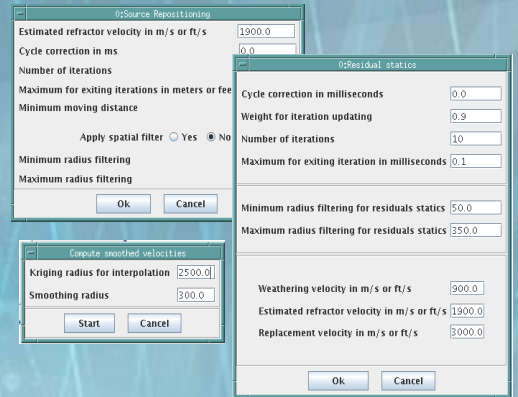 0:Source Repositioning
Estimated refractor velocity in m/s or ft/s 1900.0
Cycle correction in ms 0.0
Number of iterations
Maximum for exiting iterations in meters or fee
Minimum moving distance
Apply spatial filter Yes No
Minimum radius filtering
Maximum radius filtering
Ok Cancel
Compute smoothed velocities
Kriging radius for interpolation 2500.0
Smoothing radius 300.0
Start Cancel
0:Residual statics
Cycle correction in milliseconds 0.0
Weight for iteration updating 0.9
Number of iterations 10
Maximum for exiting iteration in milliseconds 0.1
Minimum radius filtering for residuals statics 50.0
Maximum radius filtering for residuals statics 350.0
Weathering velocity in m/s or ft/s 900.0
Estimated refractor velocity in m/s or ft/s 1900.0
Replacement velocity in m/s or ft/s 3000.0
Ok Cancel